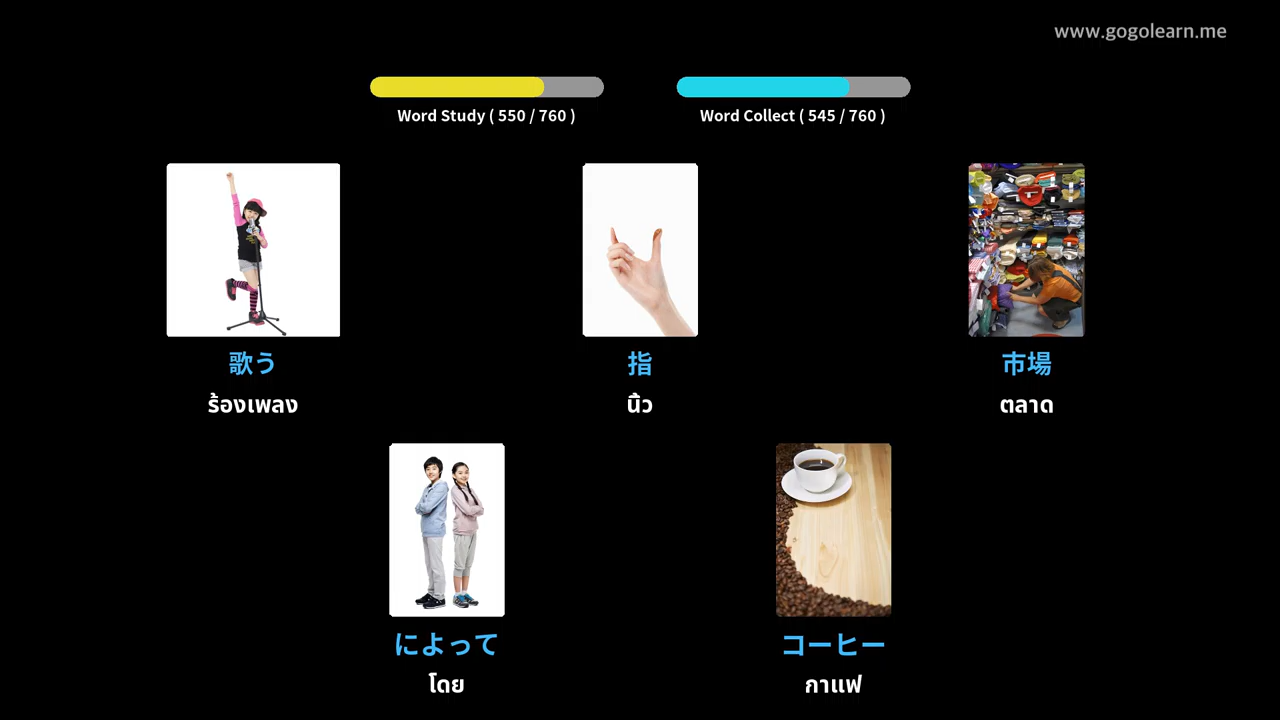 www.gogolearn.me
Word Study ( 550 / 760 )
Word Collect ( 545 / 760 )
歌う
ร้องเพลง
指
นิ้ว
市場
ตลาด
によって
โดย
コーヒー
กาแฟ